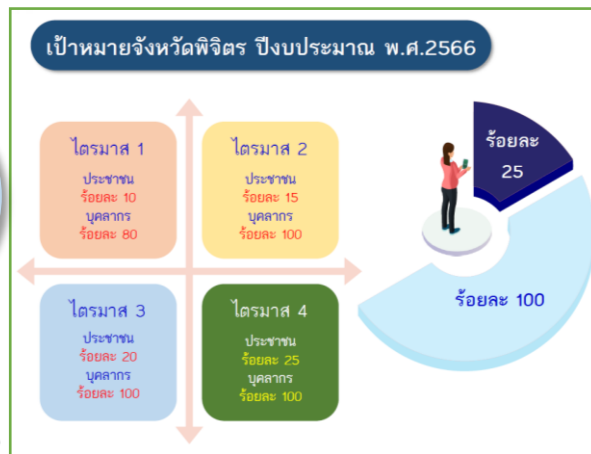 เป้าหมายจังหวัดพิจิตร ปีงบประมาณ พ.ศ.2566
ไตรมาส 1
ประชาชน
ร้อยละ 10
บุคลากร
ร้อยละ 80
ไตรมาส 2
ประชาชน
ร้อยละ 15
บุคลากร
ร้อยละ 100
ไตรมาส 3
ประชาชน
ร้อยละ 20
บุคลากร
ร้อยละ 100
ไตรมาส 4
ประชาชน
ร้อยละ 25
บุคลากร
ร้อยละ 100
ร้อยละ
25
ร้อยละ 100